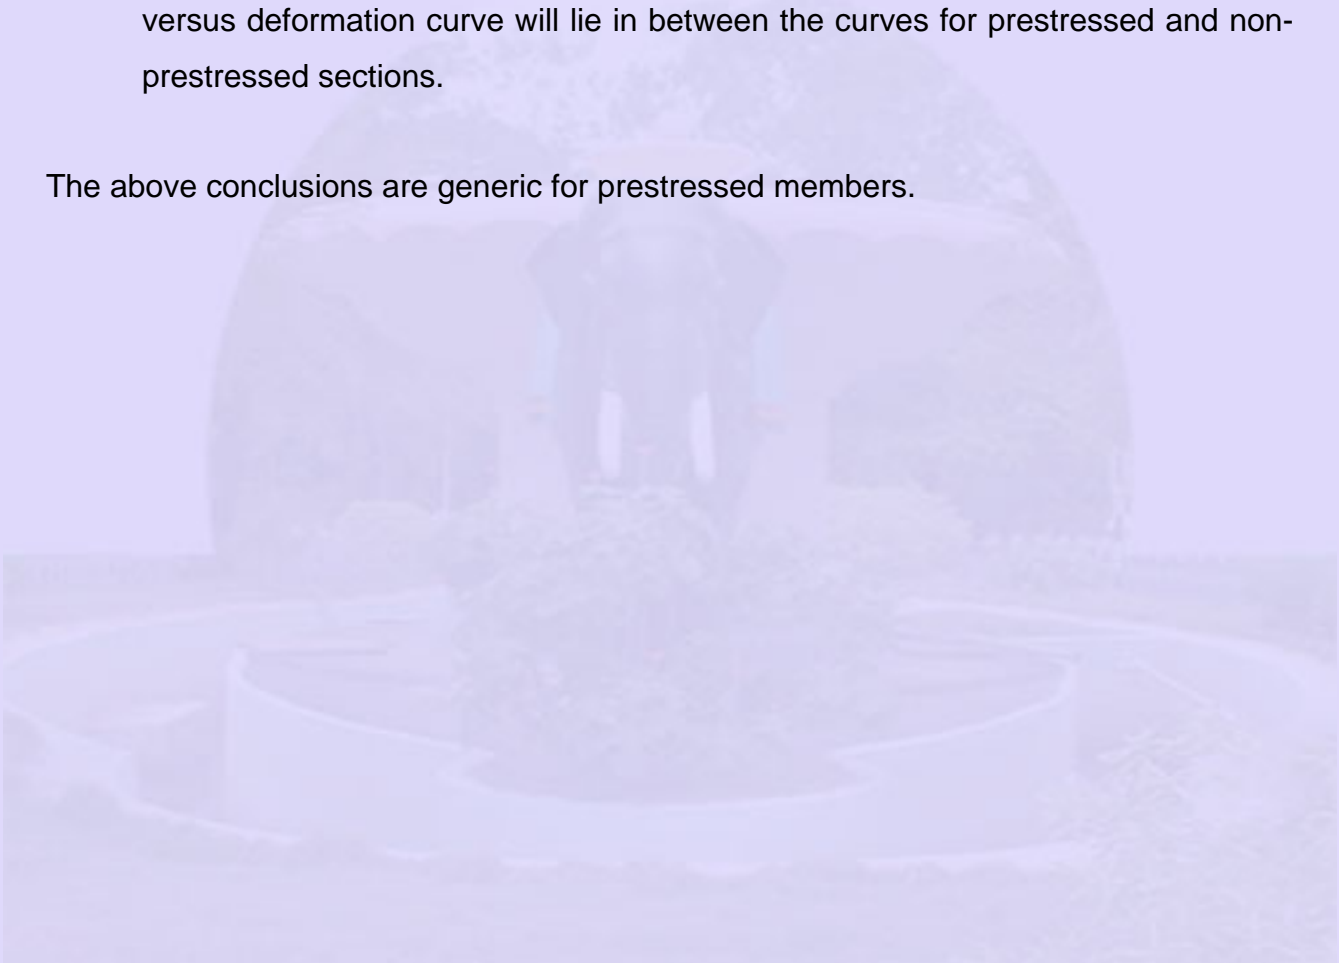 versus deformation curve will lie in between the curves for prestressed and non-
prestressed sections.
The above conclusions are generic for prestressed members.